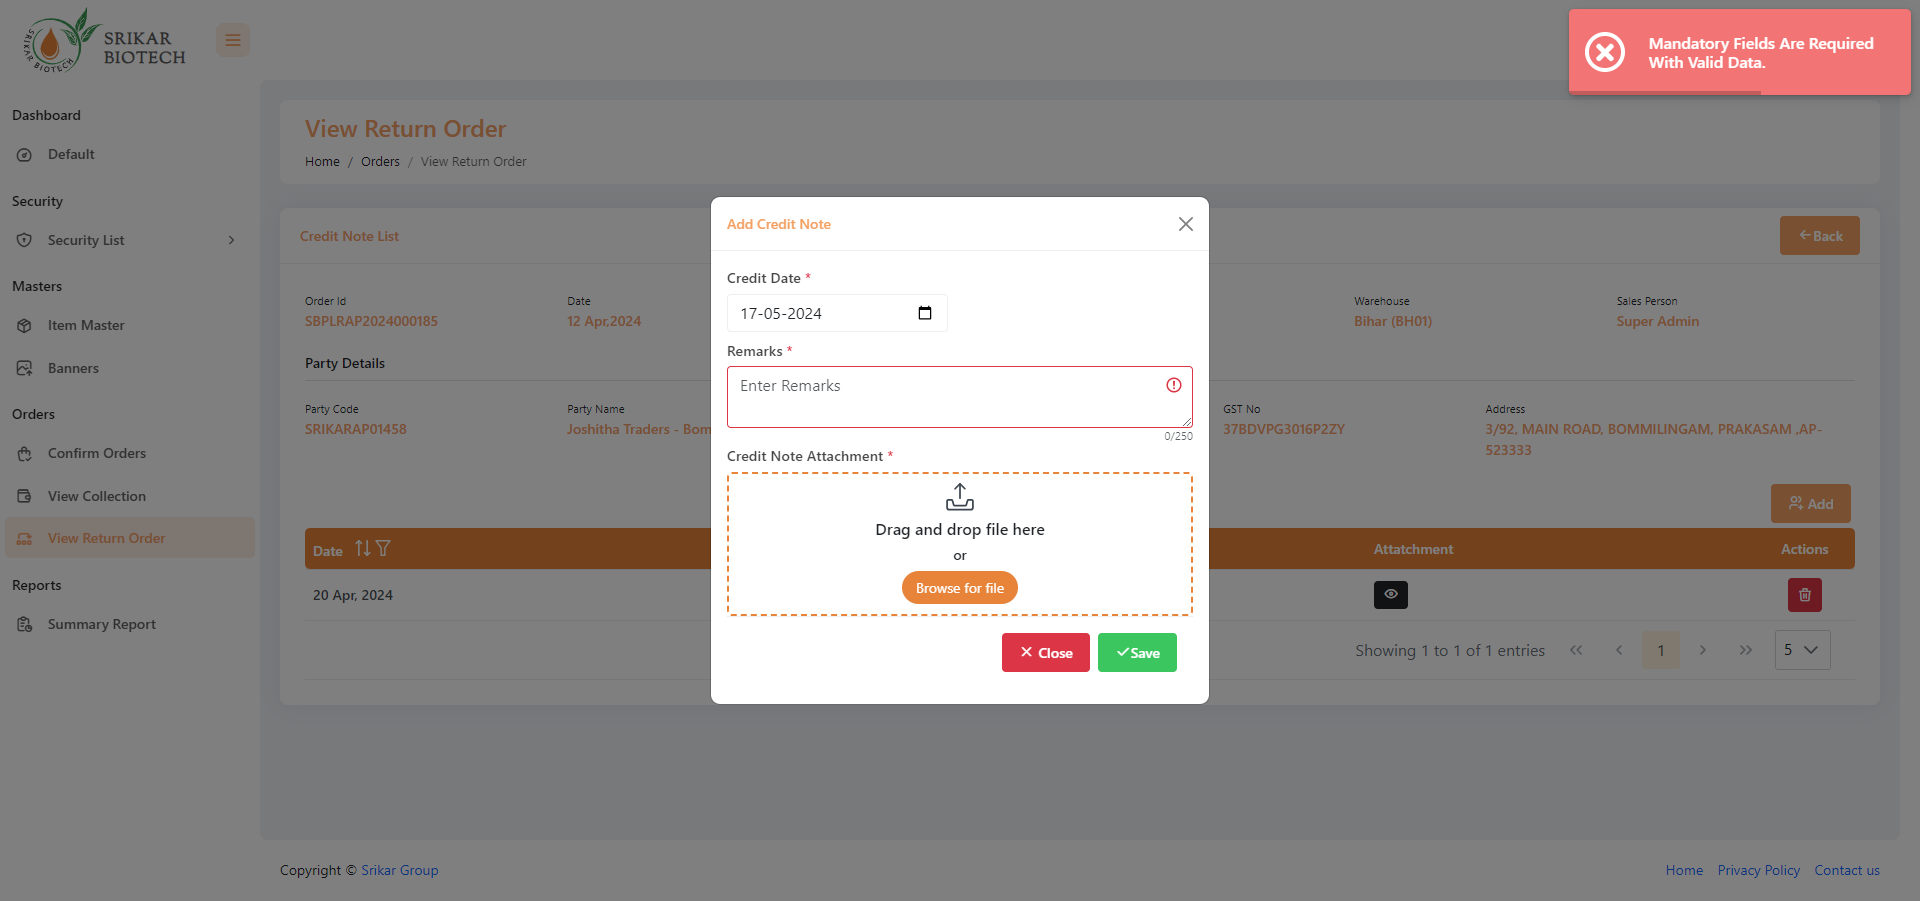 SRIKAR
BIOTECH
SRIKAR BIOTECH
Mandatory Fields Are Required
With Valid Data.
Dashboard
Default
Security
Security List
Masters
Item Master
Banners
Orders
Confirm Orders
View Collection
View Return Order
Reports
Summary Report
View Return Order
Home / Orders / View Return Order
Credit Note List
Back
Order Id
SBPLRAP2024000185
Date
12 Apr,2024
Warehouse
Bihar (BH01)
Sales Person
Super Admin
Party Details
Party Code
SRIKARAP01458
Party Name
Joshitha Traders - Bom
GST No
37BDVPG3016P2ZY
Address
3/92, MAIN ROAD, BOMMILINGAM, PRAKASAM ,AP-
523333
Add
Date
Attatchment
Actions
20 Apr, 2024
Showing 1 to 1 of 1 entries
1
5
Add Credit Note
Credit Date *
17-05-2024
Remarks *
Enter Remarks
0/250
Credit Note Attachment *
Drag and drop file here
or
Browse for file
Close
Save
Copyright © Srikar Group
Home Privacy Policy Contact us